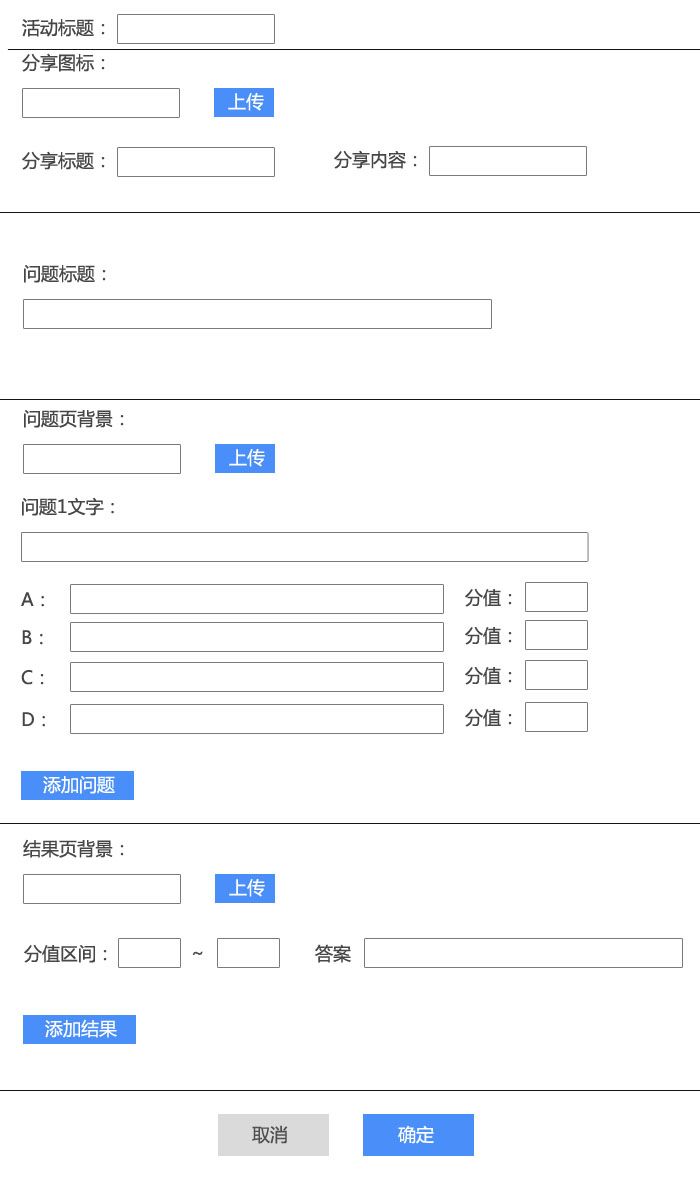 活动标题：
分享图标：
上传
分享标题： 分享内容：
问题标题：
问题页背景：
上传
问题1文字：
A： 分值：
B： 分值：
C： 分值：
D： 分值：
添加问题
结果页背景：
上传
分值区间： ~ 答案
添加结果
取消 确定